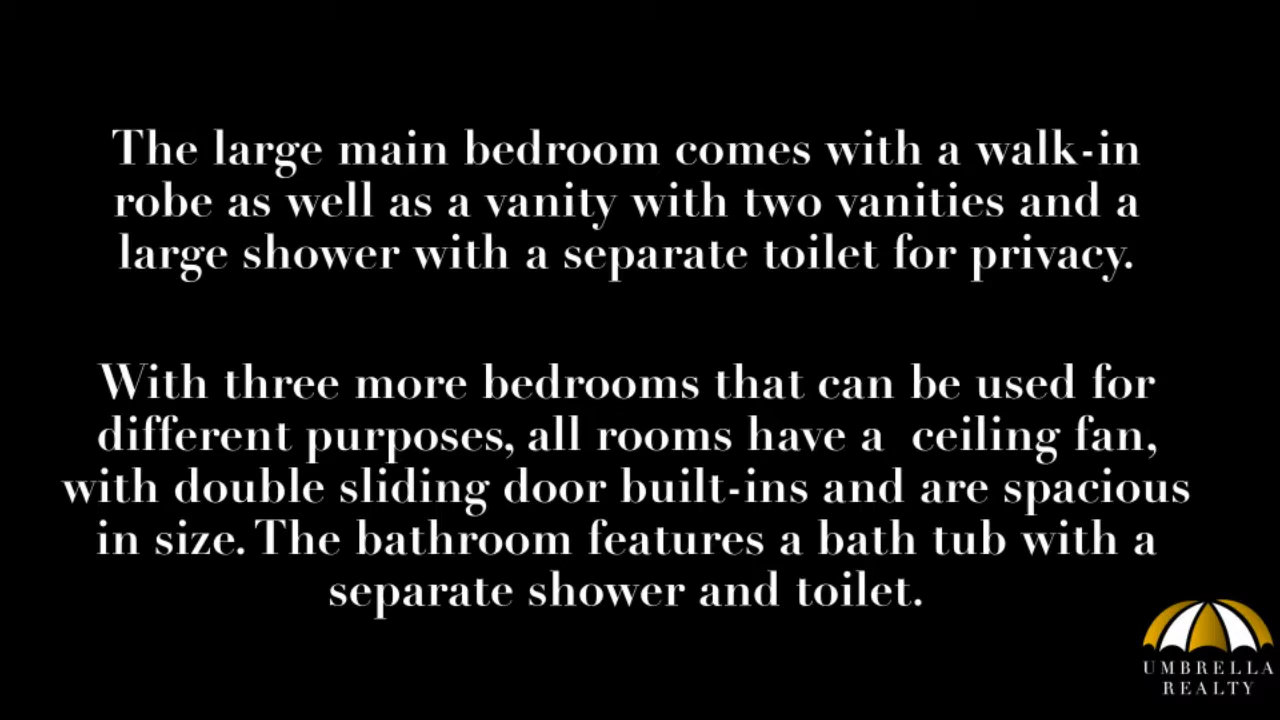 The large main bedroom comes with a walk-in
robe as well as a vanity with two vanities and a
large shower with a separate toilet for privacy.
With three more bedrooms that can be used for
different purposes, all rooms have a  ceiling fan,
with double sliding door built-ins and are spacious
in size. The bathroom features a bath tub with a
separate shower and toilet.
UMBRELLA
REALTY